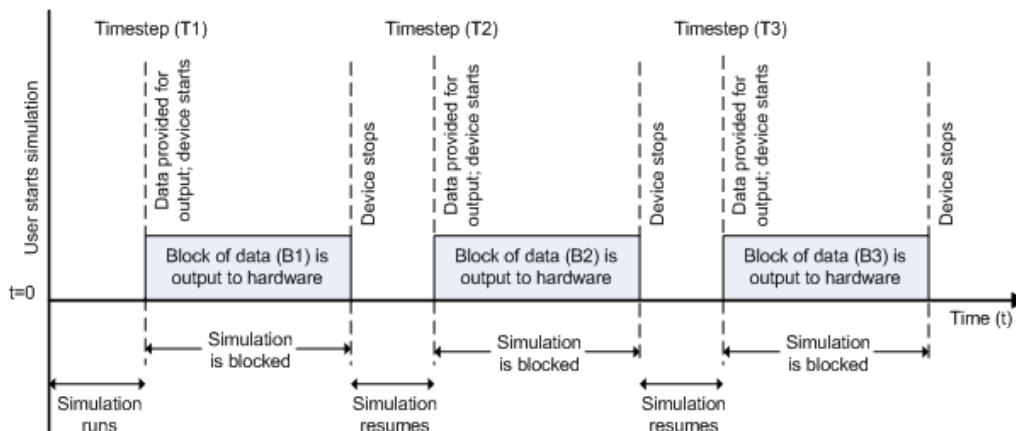 Timestep (T1)
Timestep (T2)
Timestep (T3)
User starts simulation
Data provided for
output; device starts
Device stops
Data provided for
output; device starts
Device stops
Data provided for
output; device starts
Device stops
Block of data (B1) is
output to hardware
Block of data (B2) is
output to hardware
Block of data (B3) is
output to hardware
t=0
Time (t)
Simulation
is blocked
Simulation
is blocked
Simulation
is blocked
Simulation
runs
Simulation
resumes
Simulation
resumes